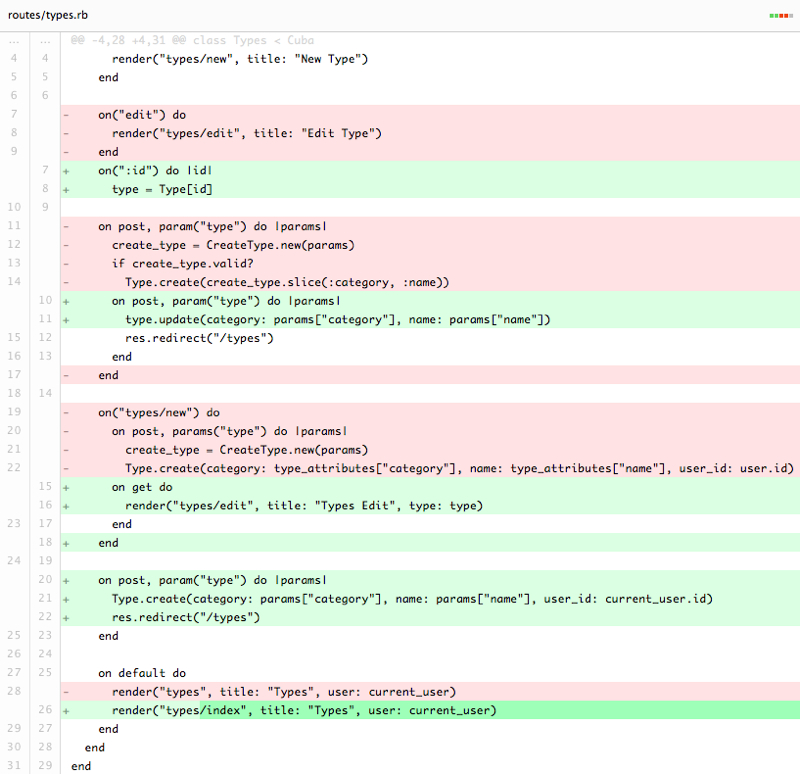 routes/types.rb
... ... @@ -4,28 +4,31 @@ class Types < Cuba
4 4 render("types/new", title: "New Type")
5 5 end
6 6
7 - on("edit") do
8 - render("types/edit", title: "Edit Type")
9 - end
7 + on(":id") do |id|
8 + type = Type[id]
10 9
11 - on post, param("type") do |params|
12 - create_type = CreateType.new(params)
13 - if create_type.valid?
14 - Type.create(create_type.slice(:category, :name))
10 + on post, param("type") do |params|
11 + type.update(category: params["category"], name: params["name"])
15 12 res.redirect("/types")
16 13 end
17 - end
18 14
19 - on("types/new") do
20 - on post, params("type") do |params|
21 - create_type = CreateType.new(params)
22 - Type.create(category: type_attributes["category"], name: type_attributes["name"], user_id: user.id)
15 + on get do
16 + render("types/edit", title: "Types Edit", type: type)
23 17 end
18 + end
24 19
20 + on post, param("type") do |params|
21 + Type.create(category: params["category"], name: params["name"], user_id: current_user.id)
22 + res.redirect("/types")
25 23 end
26 24
27 25 on default do
28 - render("types", title: "Types", user: current_user)
26 + render("types/index", title: "Types", user: current_user)
29 27 end
30 28 end
31 29 end